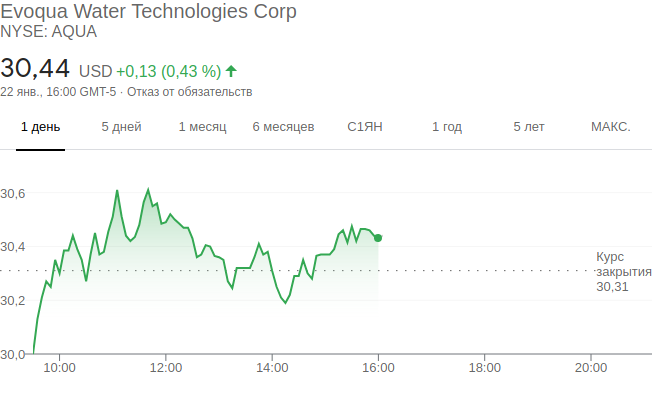 Evoqua Water Technologies Corp
NYSE: AQUA
30,44 USD +0,13 (0,43 %)
22 янв., 16:00 GMT-5 · Отказ от обязательств
1 день 5 дней 1 месяц 6 месяцев С1ЯН 1 год 5 лет МАКС.
30,6
30,4
Курс
закрытия
30,31
30,2
30,0
10:00 12:00 14:00 16:00 18:00 20:00